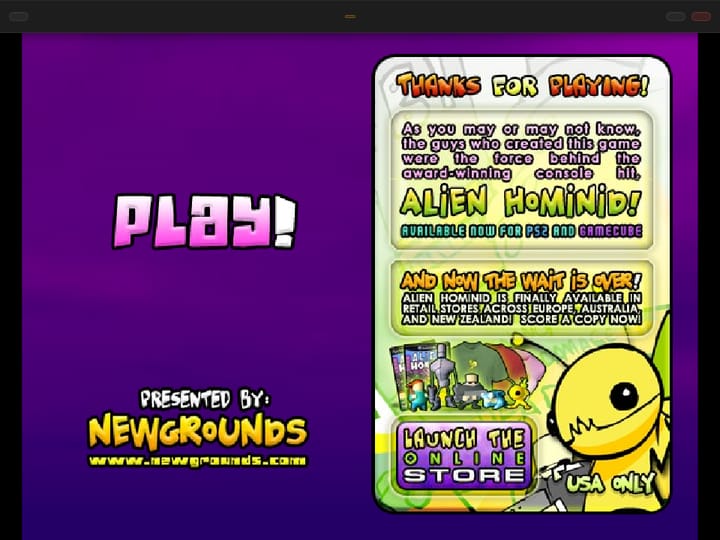 PLAY!
PRESENTED BY:
NEWGROUNDS
www.newgrounds.com
THANKS FOR PLAYING!
As you may or may not know,
the guys who created this game
were the force behind the
award-winning console hit,
ALIEN HOMINID!
AVAILABLE NOW FOR PS2 AND GAMECUBE
AND NOW THE WAIT IS OVER!
ALIEN HOMINID IS FINALLY AVAILABLE IN
RETAIL STORES ACROSS EUROPE, AUSTRALIA,
AND NEW ZEALAND! SCORE A COPY NOW!
LAUNCH THE
ONLINE
STORE
USA ONLY